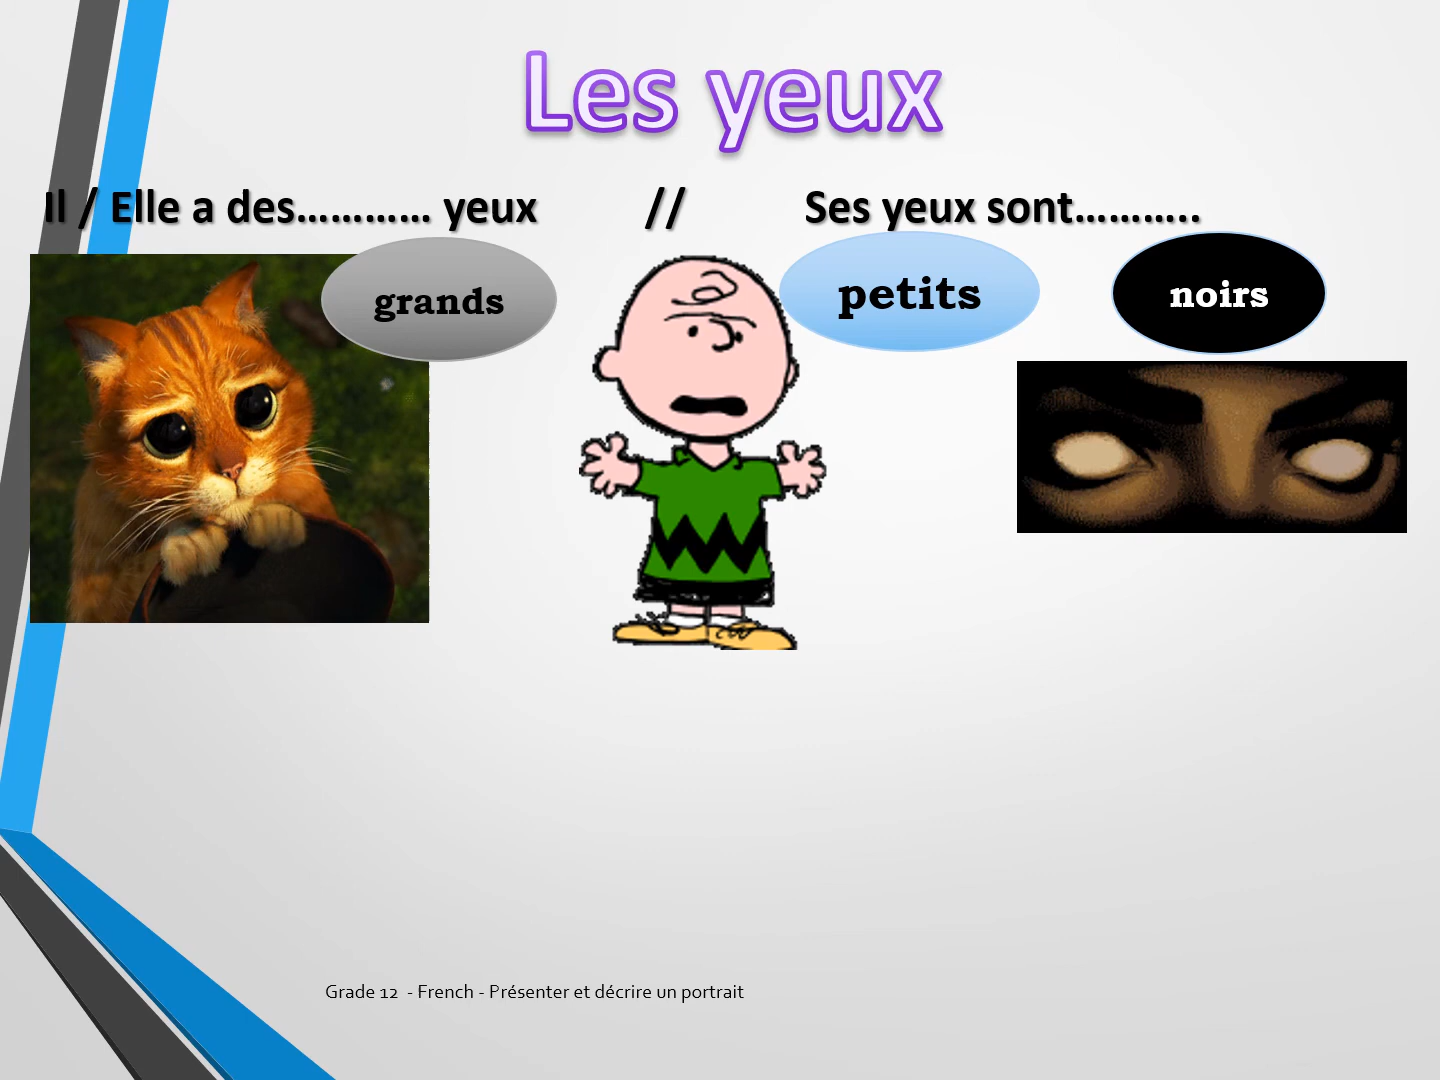 Les yeux
Il / Elle a des………… yeux // Ses yeux sont………..
grands
petits
noirs
Grade 12 - French - Présenter et décrire un portrait